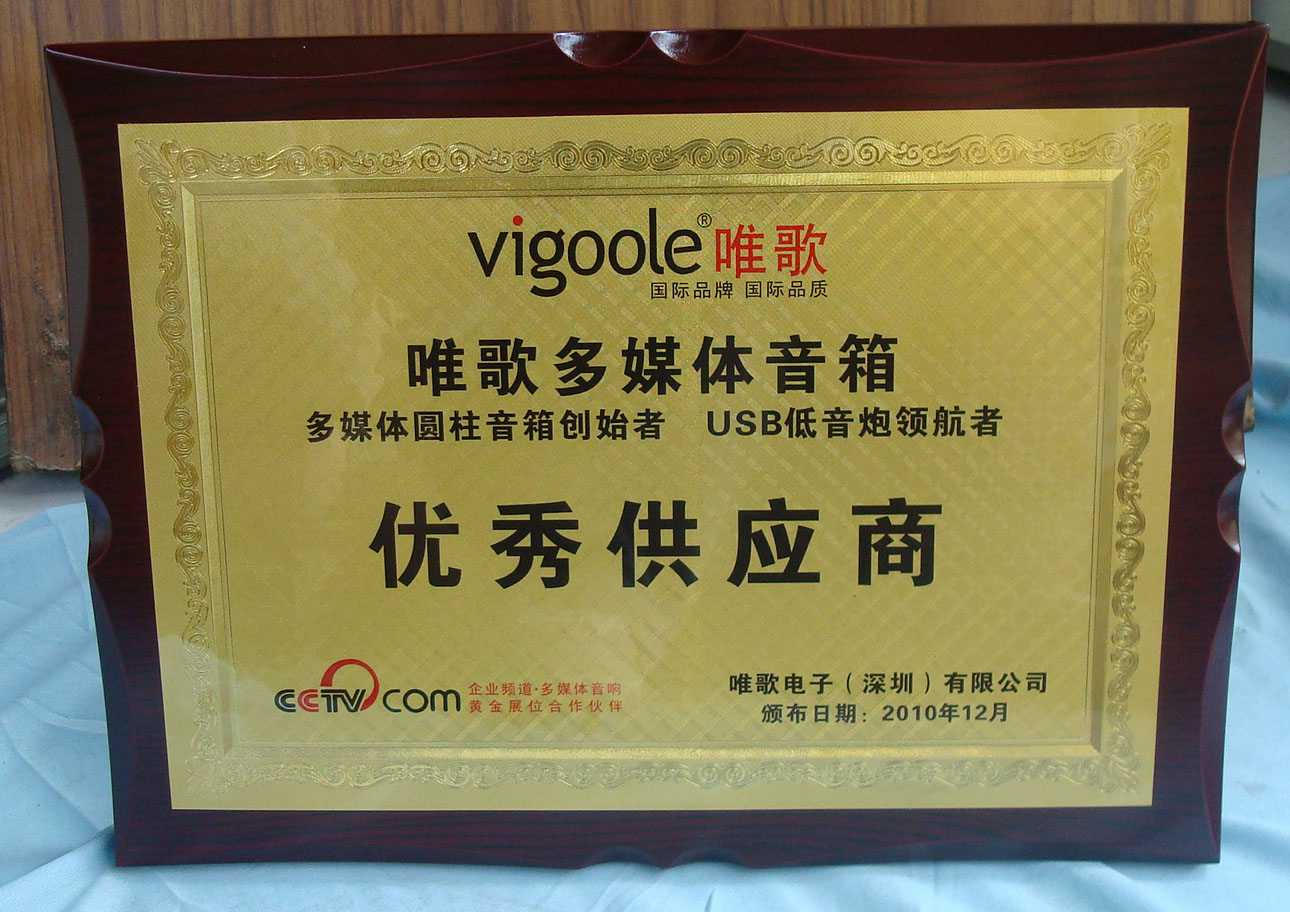 vigoole®唯歌
国际品牌 国际品质
唯歌多媒体音箱
多媒体圆柱音箱创始者 USB低音炮领航者
优秀供应商
CCTV.com 企业频道·多媒体音响
黄金展位合作伙伴
唯歌电子（深圳）有限公司
颁布日期：2010年12月